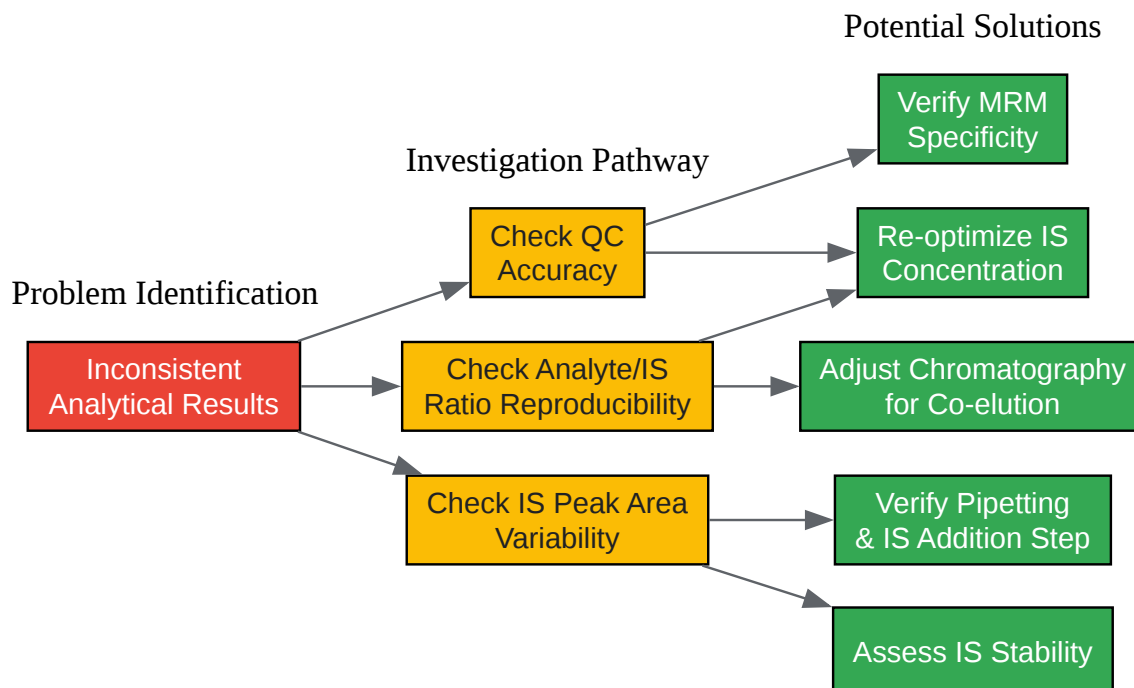 Problem Identification
Inconsistent
Analytical Results
Investigation Pathway
Check QC
Accuracy
Check Analyte/IS
Ratio Reproducibility
Check IS Peak Area
Variability
Potential Solutions
Verify MRM
Specificity
Re-optimize IS
Concentration
Adjust Chromatography
for Co-elution
Verify Pipetting
& IS Addition Step
Assess IS Stability